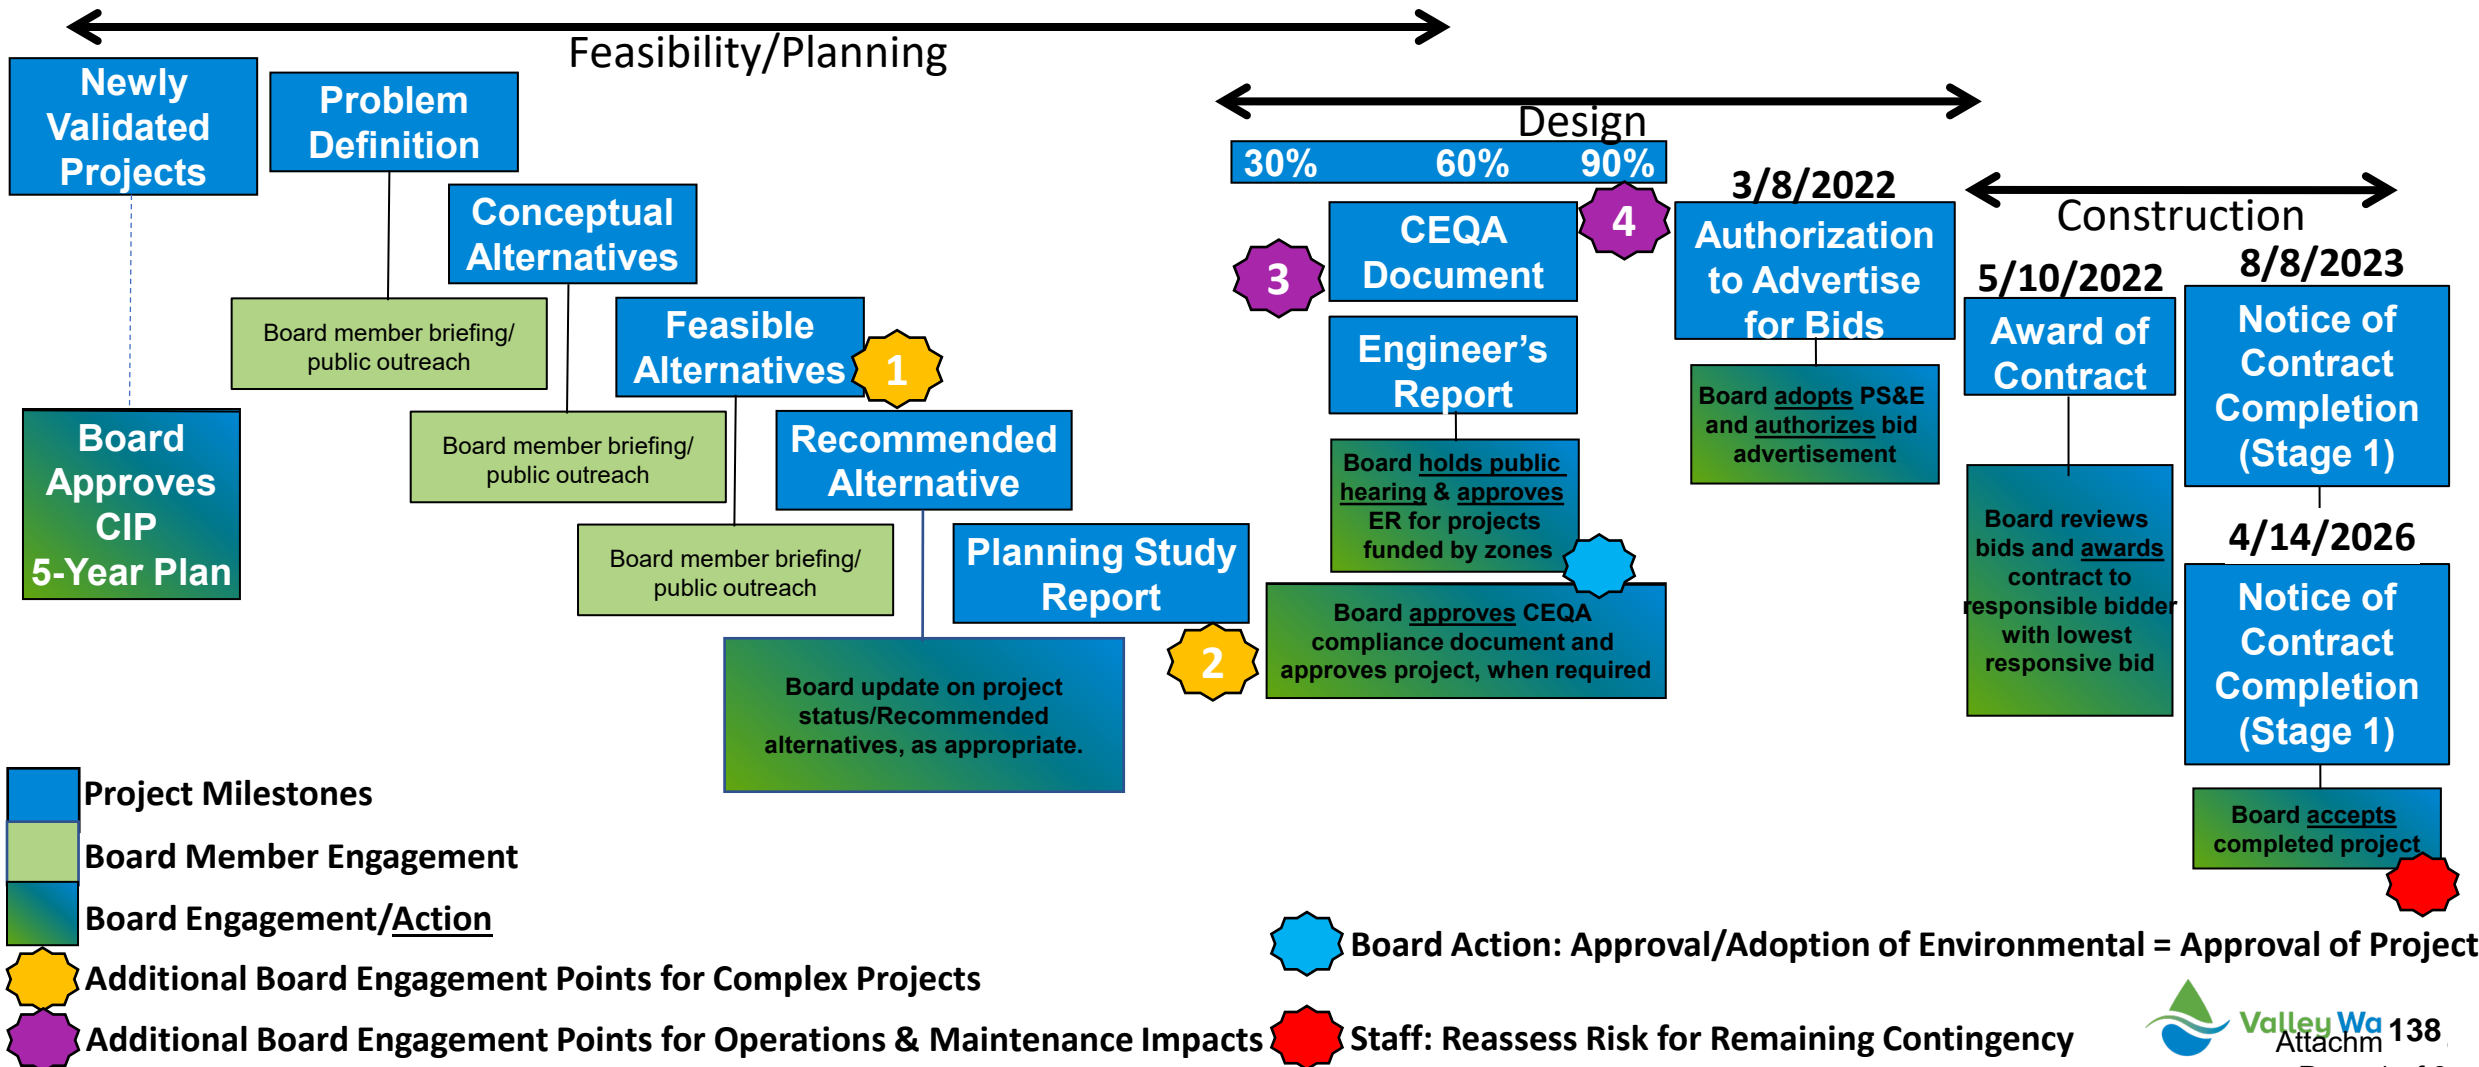 Feasibility/Planning
Newly
Validated
Projects
Board
Approves
CIP
5-Year Plan
Problem
Definition
Board member briefing/
public outreach
Conceptual
Alternatives
Board member briefing/
public outreach
Feasible
Alternatives
1
Board member briefing/
public outreach
Recommended
Alternative
Board update on project
status/Recommended
alternatives, as appropriate.
Planning Study
Report
2
Design
30% 60% 90%
3
4
CEQA
Document
Engineer's
Report
Board holds public
hearing & approves
ER for projects
funded by zones
Board approves CEQA
compliance document and
approves project, when required
3/8/2022
Authorization
to Advertise
for Bids
Board adopts PS&E
and authorizes bid
advertisement
Construction
5/10/2022
Award of
Contract
Board reviews
bids and awards
contract to
responsible bidder
with lowest
responsive bid
8/8/2023
Notice of
Contract
Completion
(Stage 1)
4/14/2026
Notice of
Contract
Completion
(Stage 1)
Board accepts
completed project
Project Milestones
Board Member Engagement
Board Engagement/Action
Additional Board Engagement Points for Complex Projects
Additional Board Engagement Points for Operations & Maintenance Impacts
Board Action: Approval/Adoption of Environmental = Approval of Project
Staff: Reassess Risk for Remaining Contingency
Valley Wa
Attachm 138